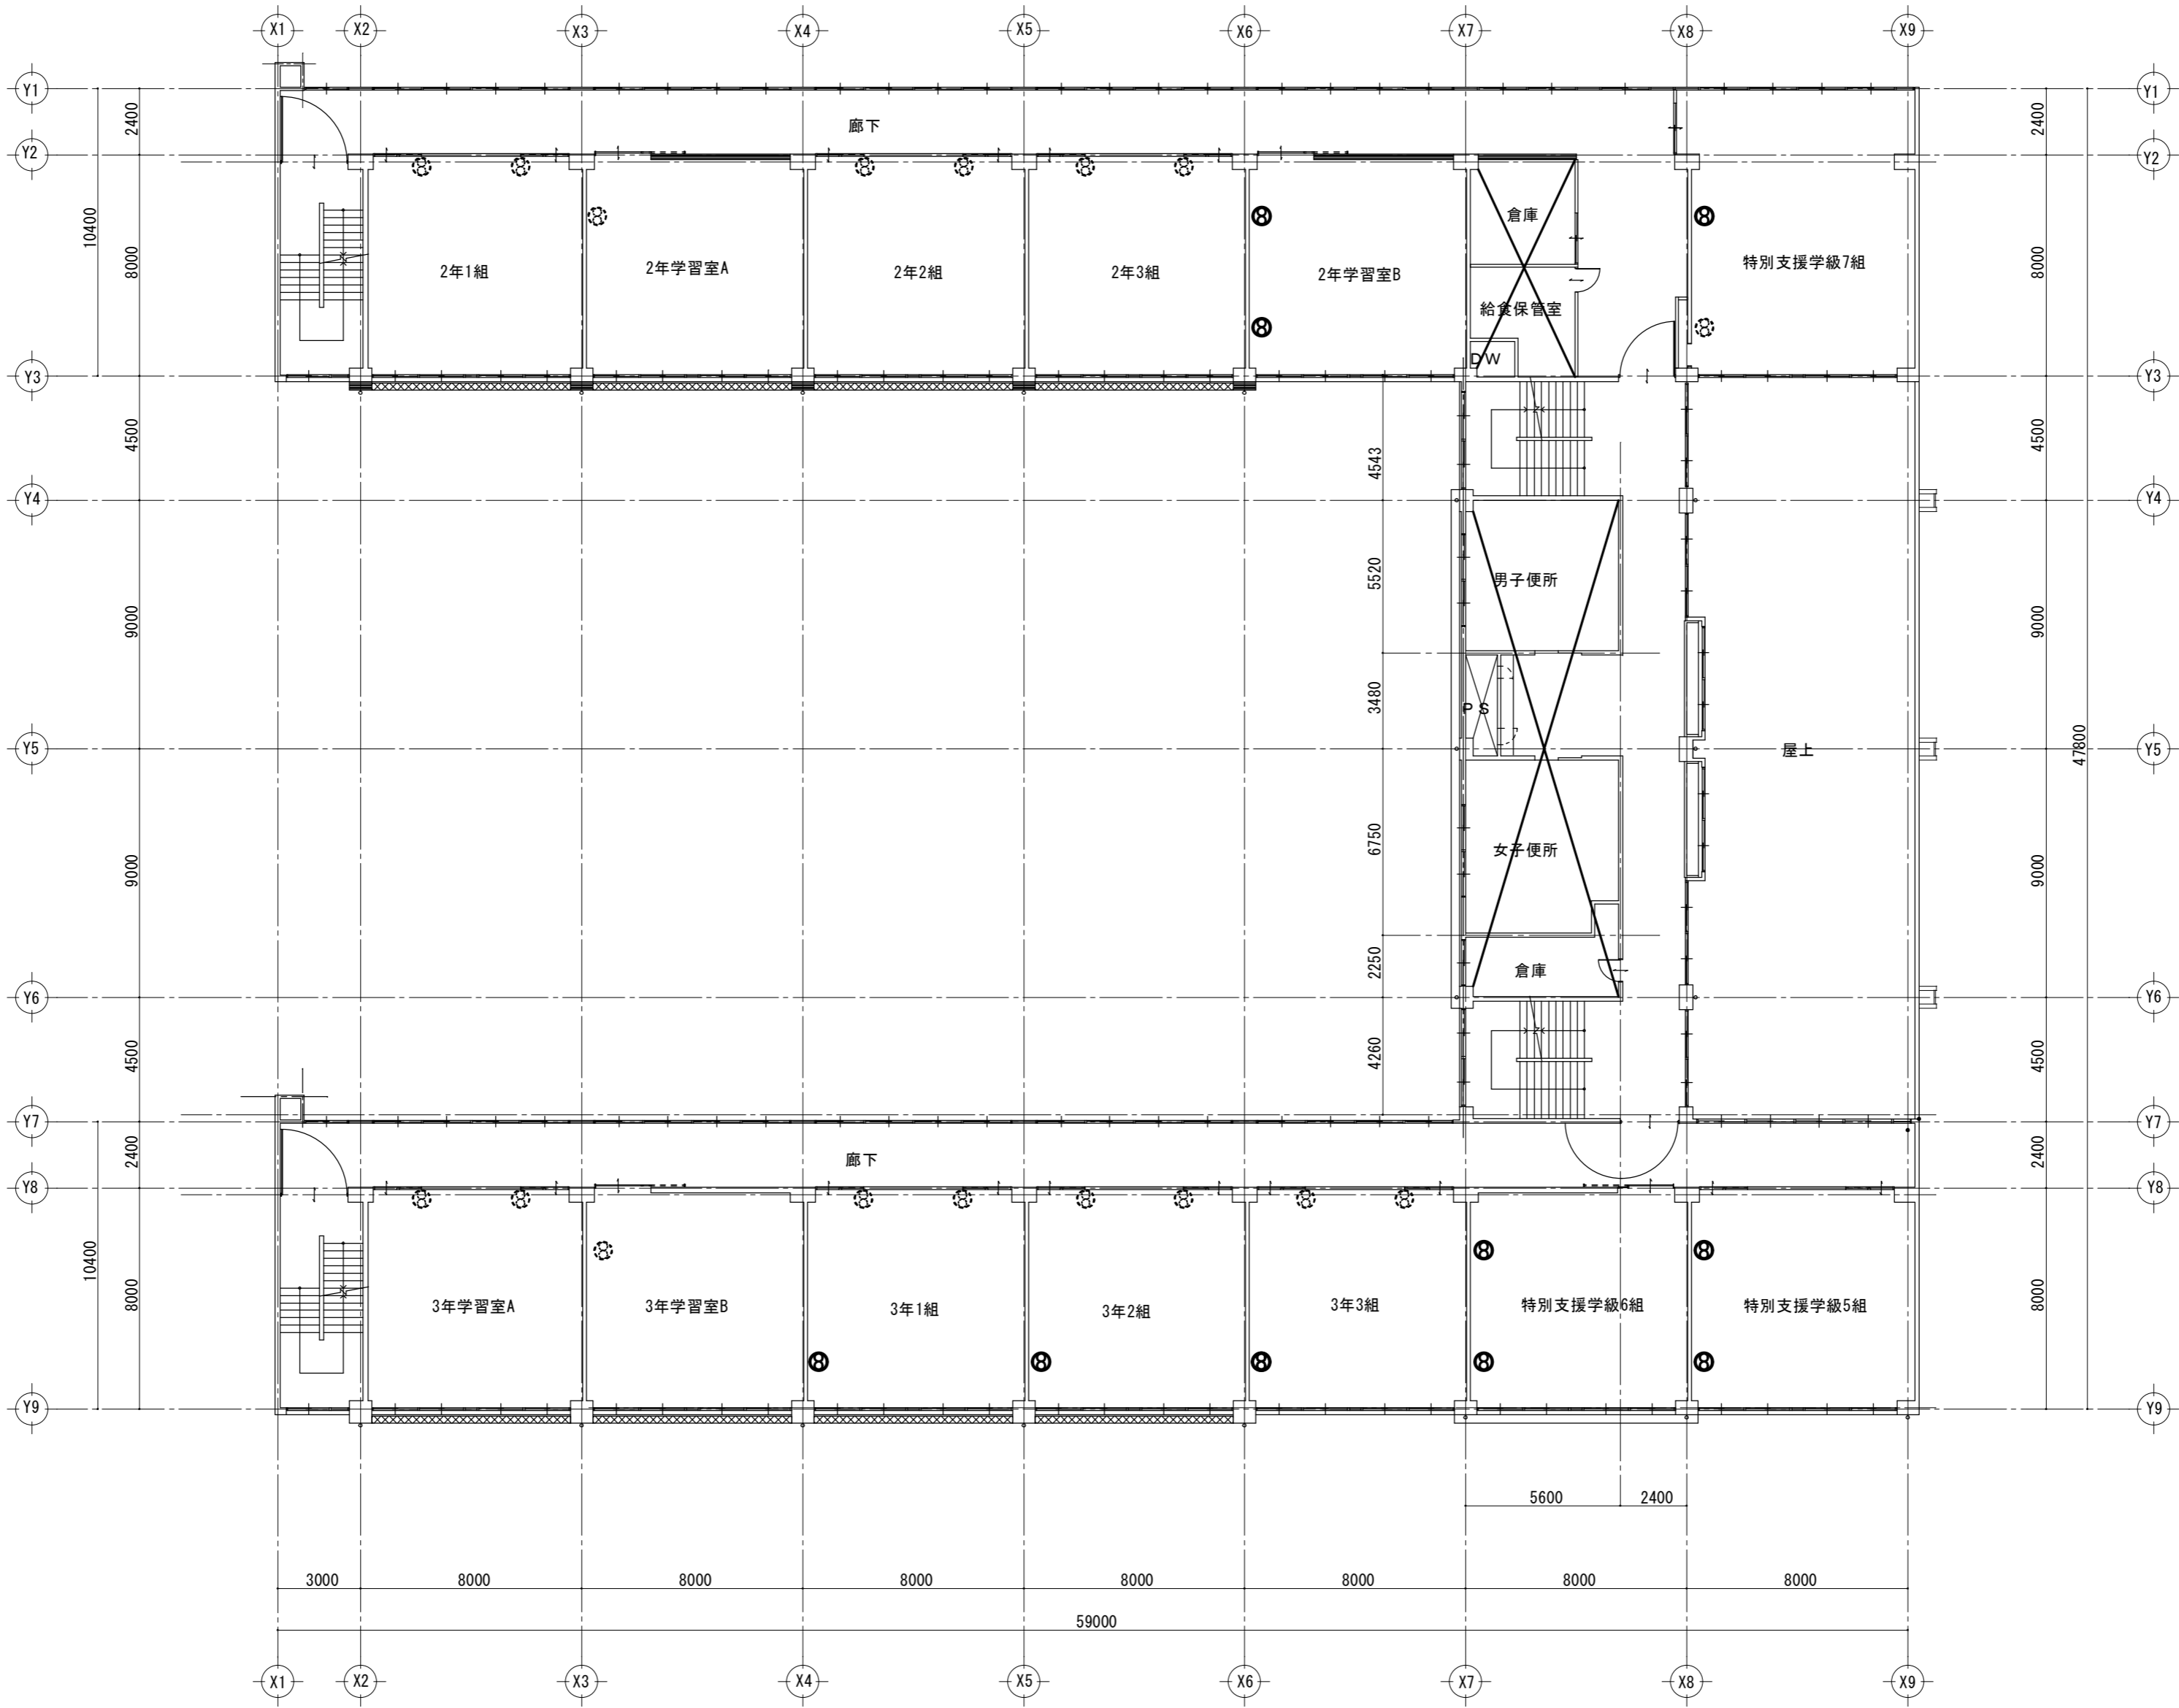 X1 X2 X3 X4 X5 X6 X7 X8 X9
Y1 Y1
2400 2400
廊下
Y2 Y2
倉庫
10400
8000 8000
2年1組 2年学習室A 2年2組 2年3組 2年学習室B 特別支援学級7組
給食保管室
DW
Y3 Y3
4500 4543 4500
Y4 Y4
男子便所
5520
9000 9000
3480
PS
Y5 Y5
屋上
47800
6750
女子便所
9000 9000
2250
倉庫
Y6 Y6
4500 4260 4500
Y7 Y7
2400 2400
廊下
Y8 Y8
10400
8000 8000
3年学習室A 3年学習室B 3年1組 3年2組 3年3組 特別支援学級6組 特別支援学級5組
Y9 Y9
5600 2400
3000 8000 8000 8000 8000 8000 8000 8000
59000
X1 X2 X3 X4 X5 X6 X7 X8 X9